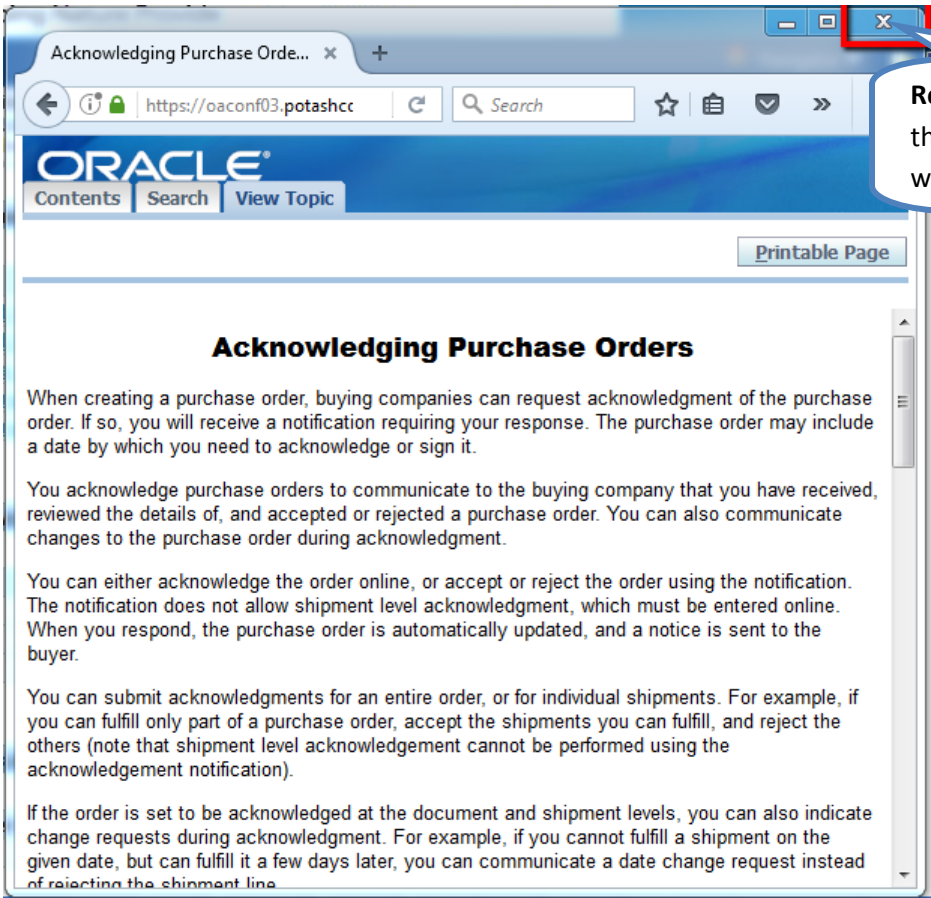 Acknowledging Purchase Orde...
https://oaconf03.potashcc
Search
ORACLE®
Contents Search View Topic
th
w
Printable Page
Acknowledging Purchase Orders
When creating a purchase order, buying companies can request acknowledgment of the purchase
order. If so, you will receive a notification requiring your response. The purchase order may include
a date by which you need to acknowledge or sign it.
You acknowledge purchase orders to communicate to the buying company that you have received,
reviewed the details of, and accepted or rejected a purchase order. You can also communicate
changes to the purchase order during acknowledgment.
You can either acknowledge the order online, or accept or reject the order using the notification.
The notification does not allow shipment level acknowledgment, which must be entered online.
When you respond, the purchase order is automatically updated, and a notice is sent to the
buyer.
You can submit acknowledgments for an entire order, or for individual shipments. For example, if
you can fulfill only part of a purchase order, accept the shipments you can fulfill, and reject the
others (note that shipment level acknowledgement cannot be performed using the
acknowledgement notification).
If the order is set to be acknowledged at the document and shipment levels, you can also indicate
change requests during acknowledgment. For example, if you cannot fulfill a shipment on the
given date, but can fulfill it a few days later, you can communicate a date change request instead
of rejecting the shipment line